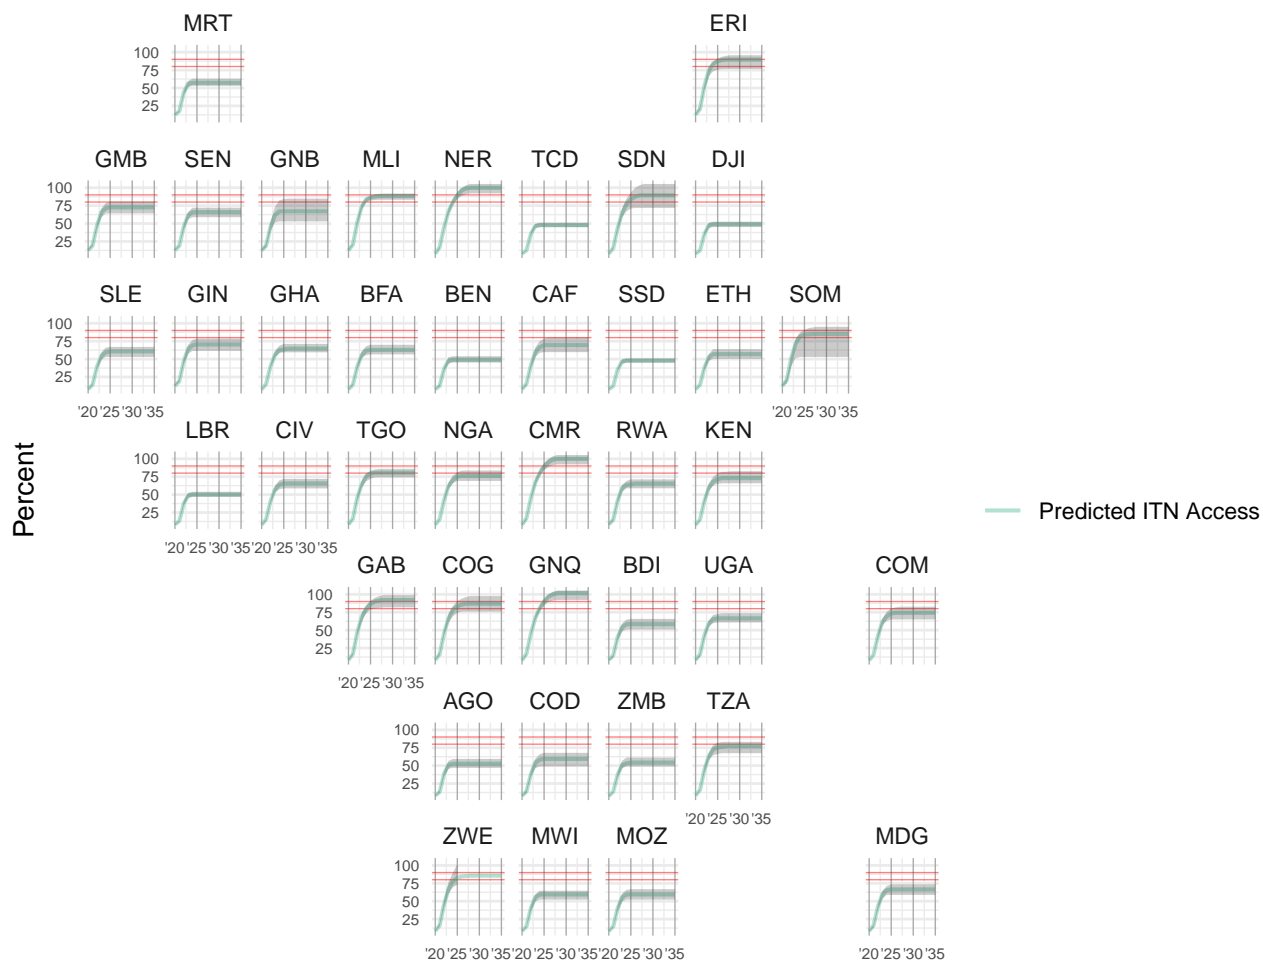 MRT ERI
100
75
50
25
GMB SEN GNB MLI NER TCD SDN DJI
100
75
50
25
SLE GIN GHA BFA BEN CAF SSD ETH SOM
100
75
50
25
'20 '25 '30 '35 '20 '25 '30 '35
LBR CIV TGO NGA CMR RWA KEN
100
75
50
25
'20 '25 '30 '35 '20 '25 '30 '35
Percent
Predicted ITN Access
GAB COG GNQ BDI UGA COM
100
75
50
25
'20 '25 '30 '35
AGO COD ZMB TZA
100
75
50
25
'20 '25 '30 '35
ZWE MWI MOZ MDG
100
75
50
25
'20 '25 '30 '35 '20 '25 '30 '35 '20 '25 '30 '35 '20 '25 '30 '35